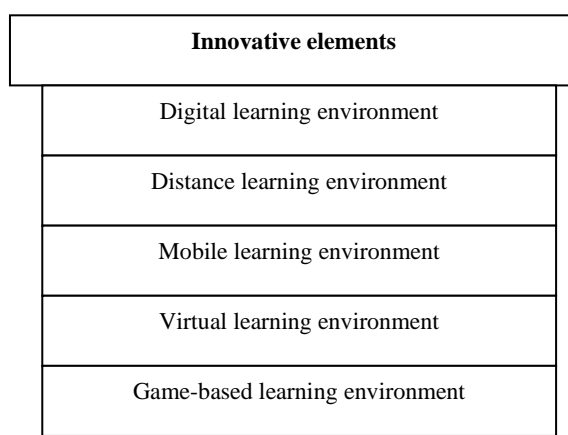 Innovative elements
Digital learning environment
Distance learning environment
Mobile learning environment
Virtual learning environment
Game-based learning environment